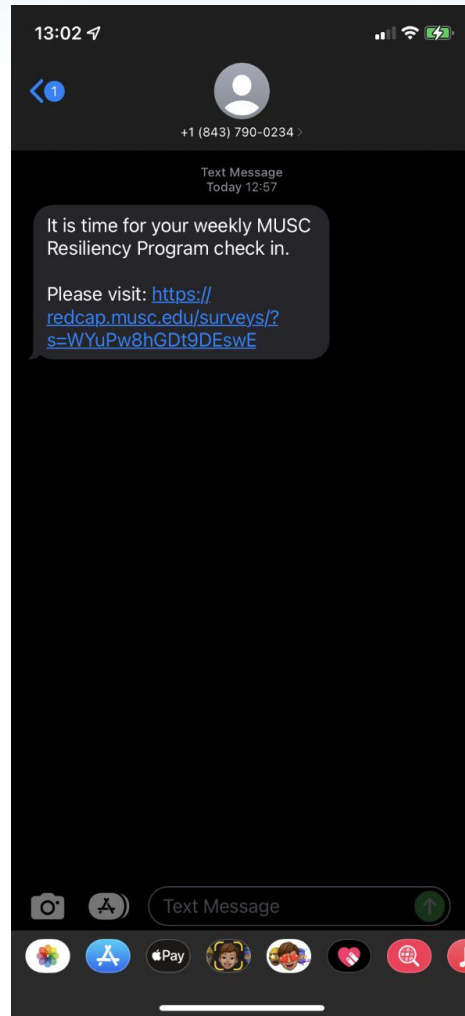 13:02
1
+1 (843) 790-0234
Text Message
Today 12:57
It is time for your weekly MUSC
Resiliency Program check in.
Please visit: https://
redcap.musc.edu/surveys/?
s=WYuPw8hGDt9DEswE
Text Message
Pay